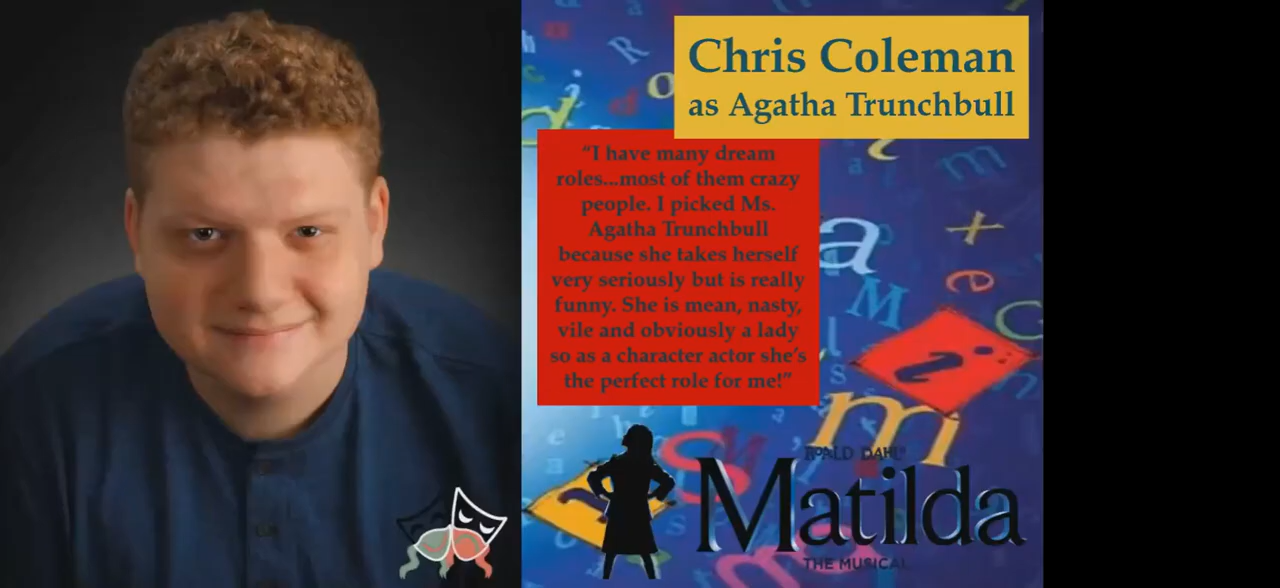 Chris Coleman
as Agatha Trunchbull
“I have many dream
roles...most of them crazy
people. I picked Ms.
Agatha Trunchbull
because she takes herself
very seriously but is really
funny. She is mean, nasty,
vile and obviously a lady
so as a character actor she’s
the perfect role for me!”
ROALD DAHL'S
Matilda
THE MUSICAL